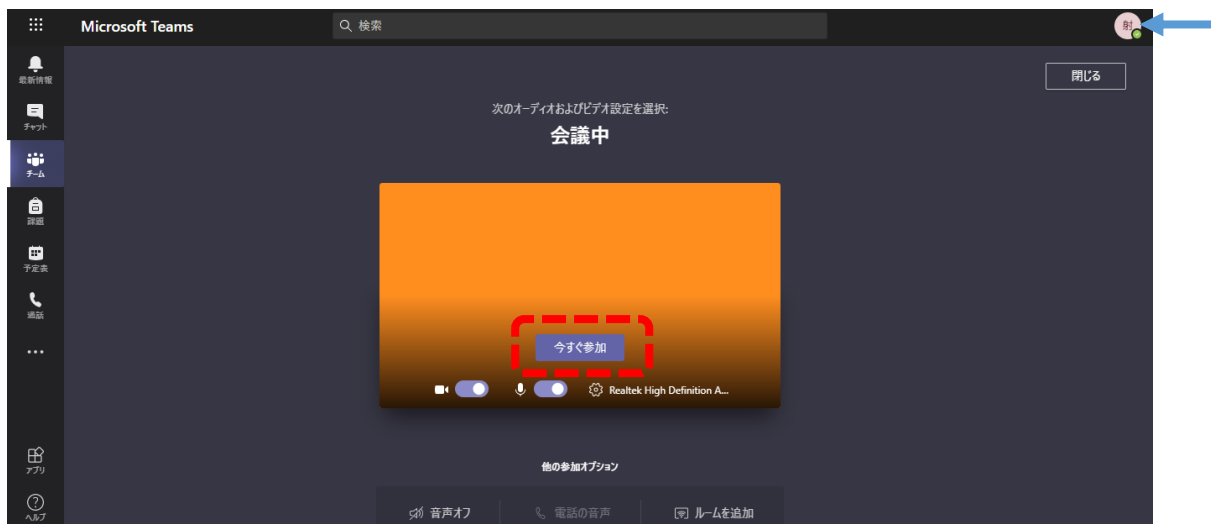 Microsoft Teams
検索
射
最新情報
チャット
チーム
課題
予定表
通話
アプリ
ヘルプ
閉じる
次のオーディオおよびビデオ設定を選択:
会議中
今すぐ参加
Realtek High Definition A...
他の参加オプション
音声オフ
電話の音声
ルームを追加